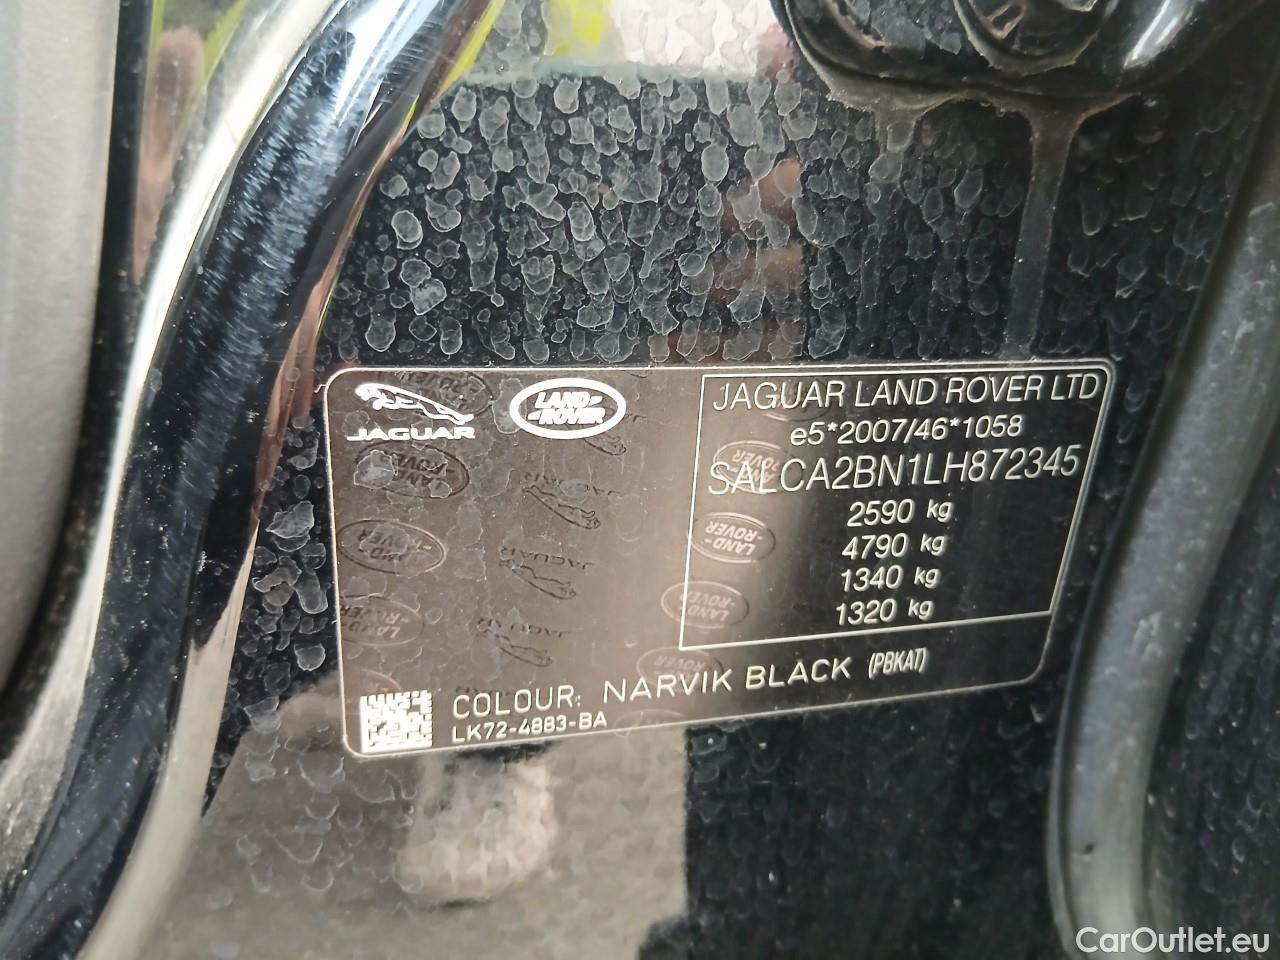 JAGUAR
LAND
ROVER
JAGUAR LAND ROVER LTD
e5*2007/46*1058
SALCA2BN1LH872345
2590 kg
4790 kg
1340 kg
1320 kg
COLOUR: NARVIK BLACK (PBKAT)
LK72-4883-BA
CarOutlet.eu